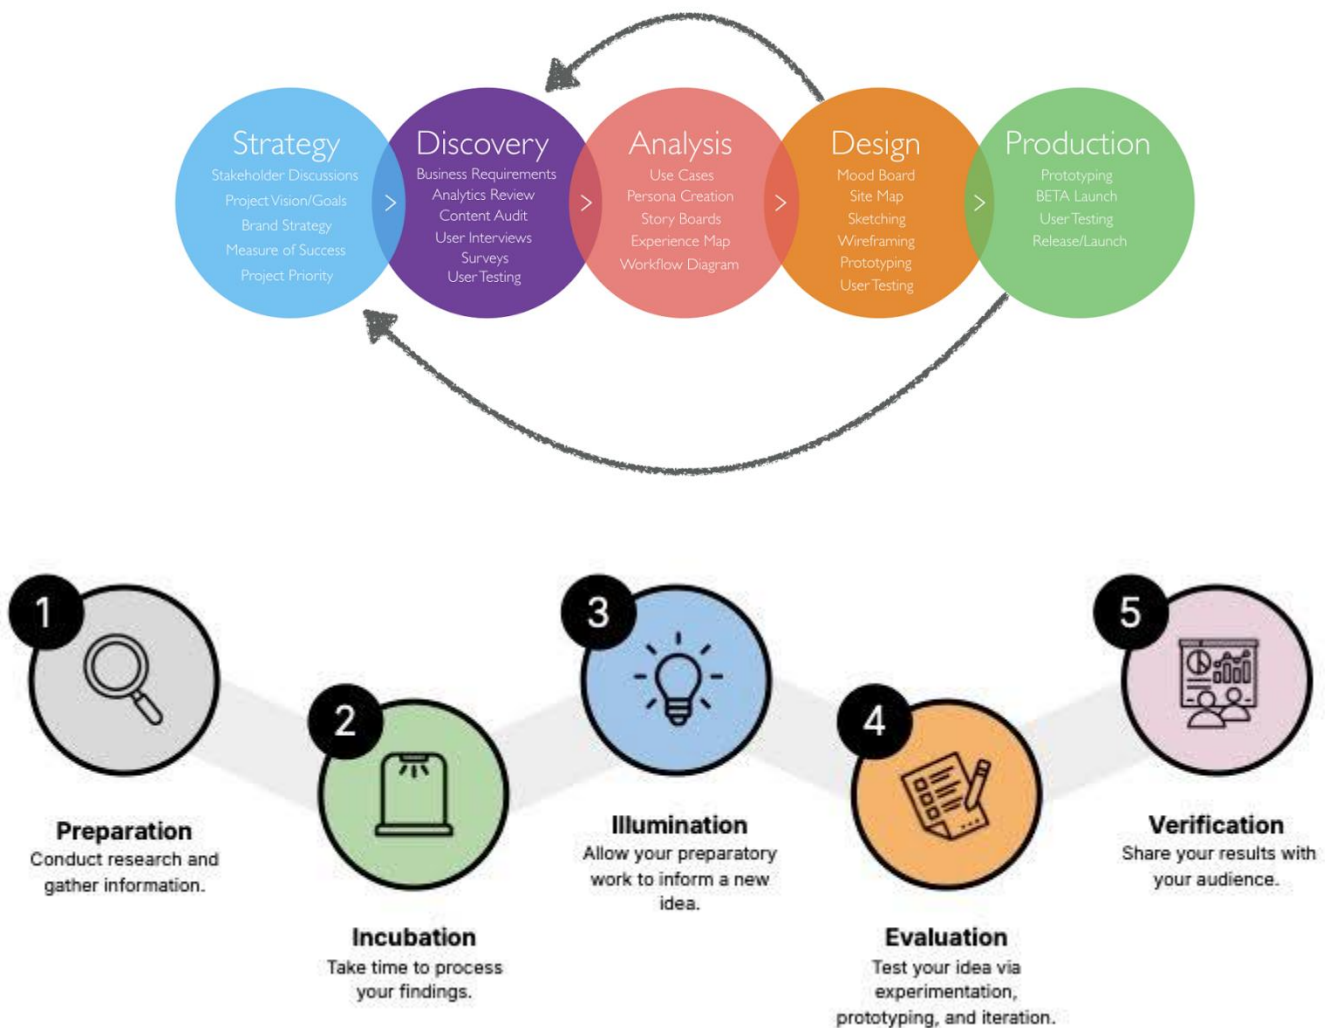 Strategy
Stakeholder Discussions
Project Vision/Goals
Brand Strategy
Measure of Success
Project Priority
>
Discovery
Business Requirements
Analytics Review
Content Audit
User Interviews
Surveys
User Testing
>
Analysis
Use Cases
Persona Creation
Story Boards
Experience Map
Workflow Diagram
>
Design
Mood Board
Site Map
Sketching
Wireframing
Prototyping
User Testing
>
Production
Prototyping
BETA Launch
User Testing
Release/Launch
1
Preparation
Conduct research and
gather information.
2
Incubation
Take time to process
your findings.
3
Illumination
Allow your preparatory
work to inform a new
idea.
4
Evaluation
Test your idea via
experimentation,
prototyping, and iteration.
5
Verification
Share your results with
your audience.